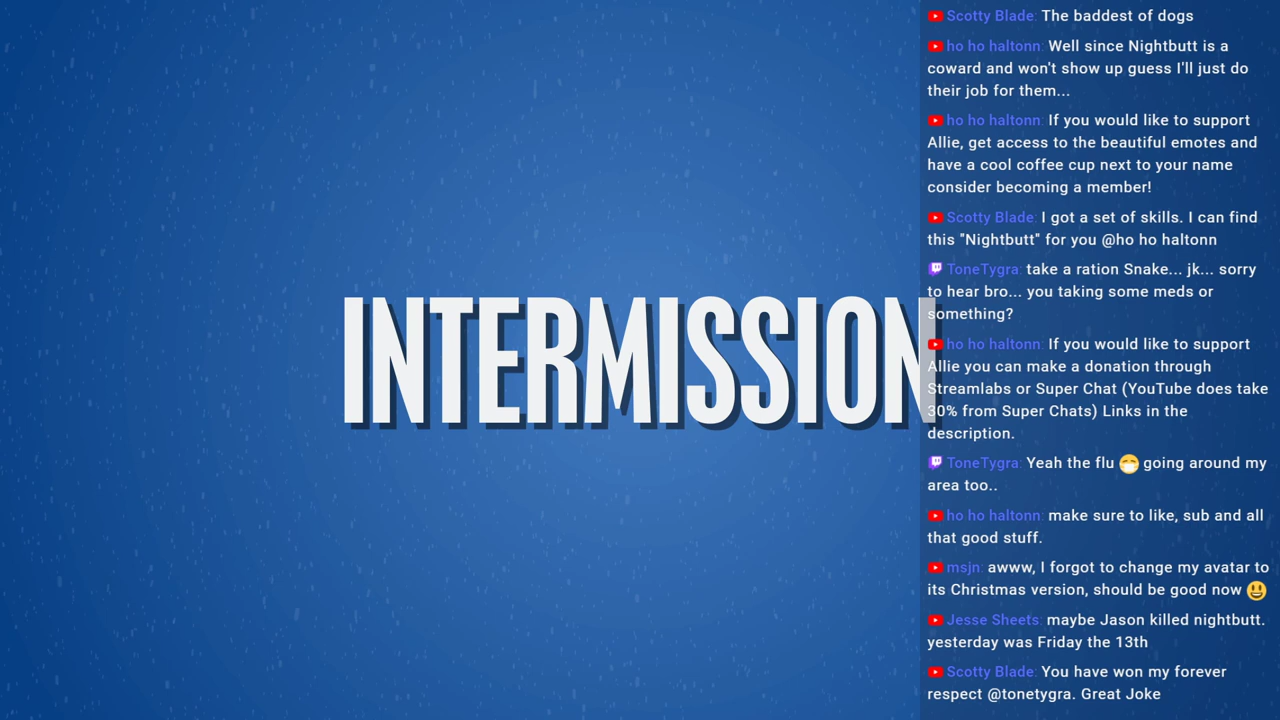 INTERMISSION
Scotty Blade: The baddest of dogs
ho ho haltonn: Well since Nightbutt is a
coward and won't show up guess I'll just do
their job for them...
ho ho haltonn: If you would like to support
Allie, get access to the beautiful emotes and
have a cool coffee cup next to your name
consider becoming a member!
Scotty Blade: I got a set of skills. I can find
this "Nightbutt" for you @ho ho haltonn
ToneTygra: take a ration Snake... jk... sorry
to hear bro... you taking some meds or
something?
ho ho haltonn: If you would like to support
Allie you can make a donation through
Streamlabs or Super Chat (YouTube does take
30% from Super Chats) Links in the
description.
ToneTygra: Yeah the flu 😷 going around my
area too..
ho ho haltonn: make sure to like, sub and all
that good stuff.
msjn: awww, I forgot to change my avatar to
its Christmas version, should be good now 😃
Jesse Sheets: maybe Jason killed nightbutt.
yesterday was Friday the 13th
Scotty Blade: You have won my forever
respect @tonetygra. Great Joke